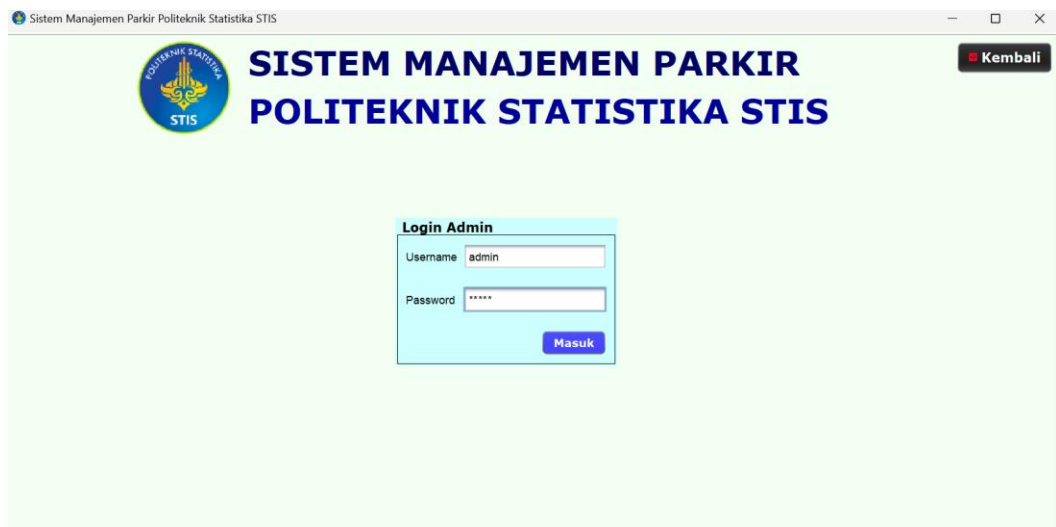 Sistem Manajemen Parkir Politeknik Statistika STIS
POLITEKNIK STATISTIKA
STIS
SISTEM MANAJEMEN PARKIR
POLITEKNIK STATISTIKA STIS
Kembali
Login Admin
Username admin
Password *****
Masuk